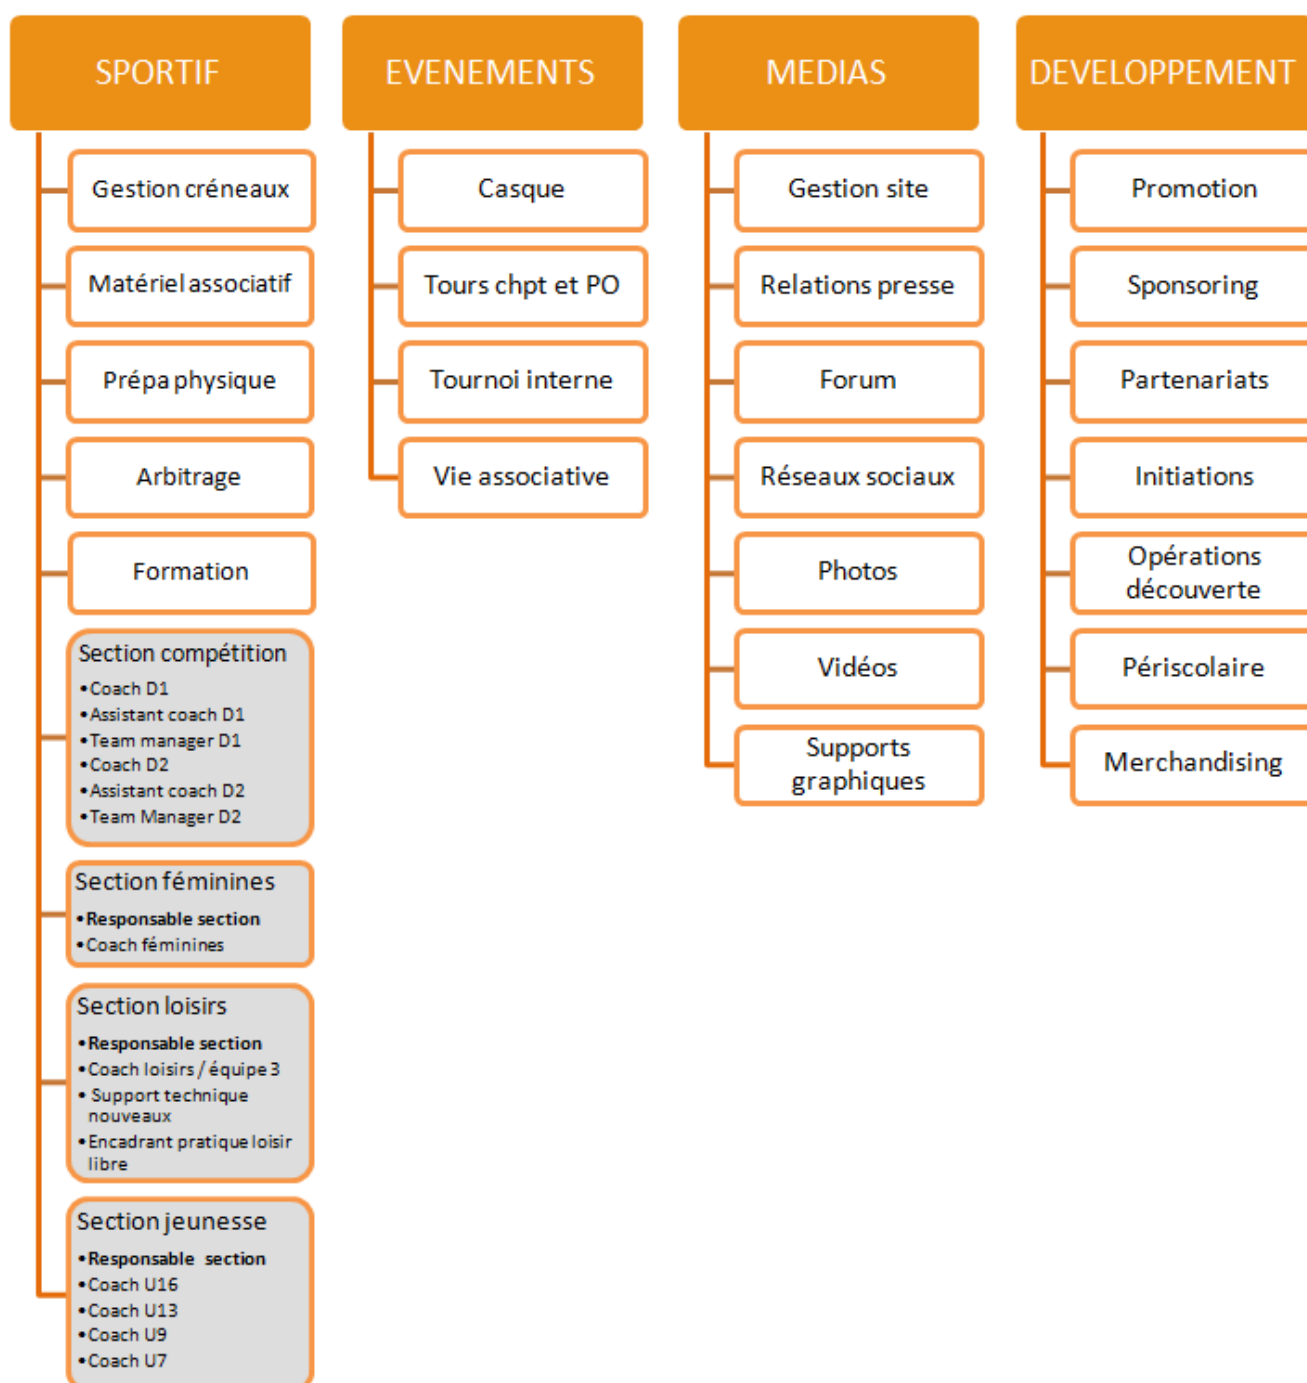 SPORTIF
Gestion créneaux
Matériel associatif
Prépa physique
Arbitrage
Formation
Section compétition
•Coach D1
•Assistant coach D1
•Team manager D1
•Coach D2
•Assistant coach D2
•Team Manager D2
Section féminines
•Responsable section
•Coach féminines
Section loisirs
•Responsable section
•Coach loisirs / équipe 3
• Support technique
nouveaux
•Encadrant pratique loisir
libre
Section jeunesse
•Responsable section
•Coach U16
•Coach U13
•Coach U9
•Coach U7
EVENEMENTS
Casque
Tours chpt et PO
Tournoi interne
Vie associative
MEDIAS
Gestion site
Relations presse
Forum
Réseaux sociaux
Photos
Vidéos
Supports
graphiques
DEVELOPPEMENT
Promotion
Sponsoring
Partenariats
Initiations
Opérations
découverte
Périscolaire
Merchandising